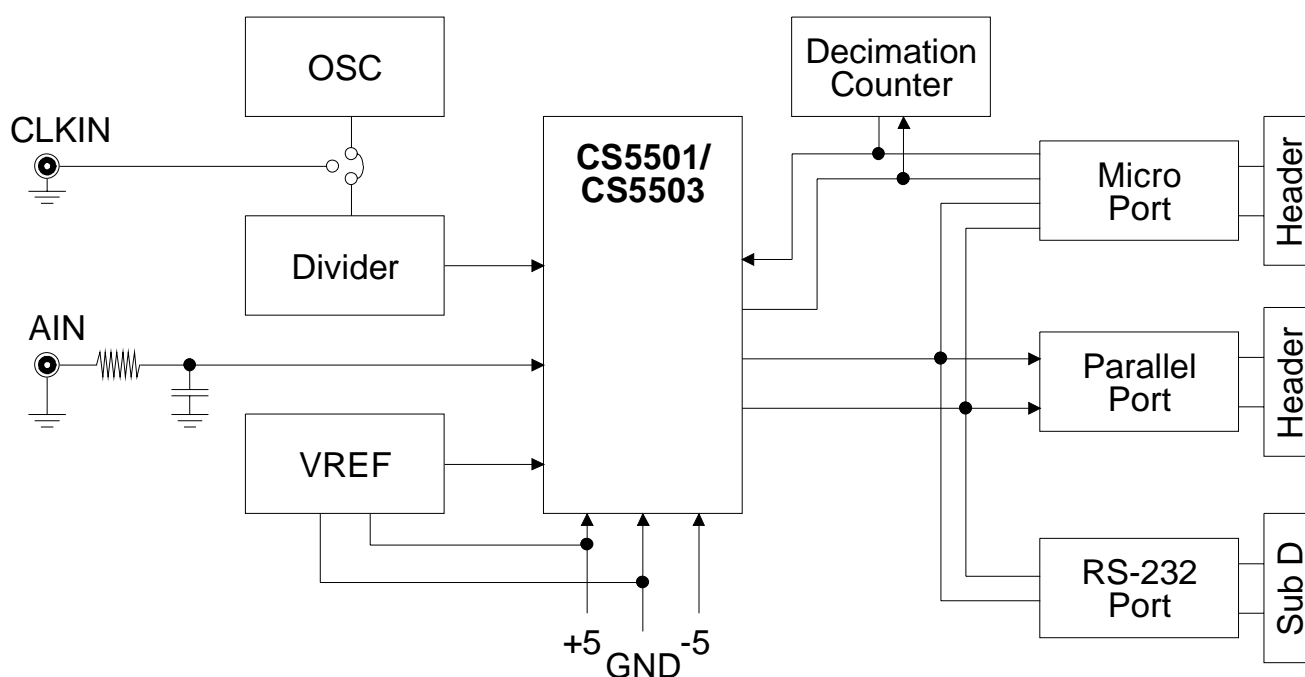 OSC
Decimation
Counter
CLKIN
CS5501/
CS5503
Micro
Port
Header
Divider
AIN
Parallel
Port
Header
VREF
RS-232
Port
Sub D
+5
GND
-5